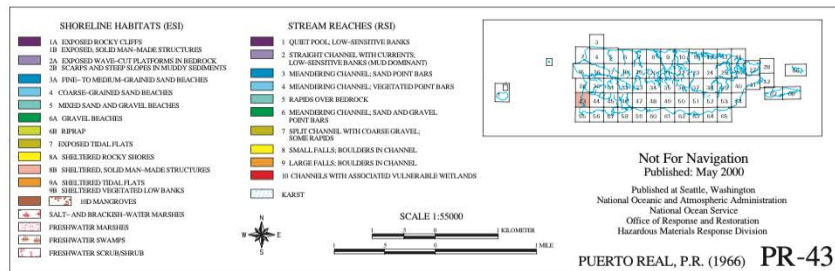 SHORELINE HABITATS (ESI)
1A EXPOSED ROCKY CLIFFS
1B EXPOSED, SOLID MAN-MADE STRUCTURES
2A EXPOSED WAVE-CUT PLATFORMS IN BEDROCK
2B SCARPS AND STEEP SLOPES IN MUDDY SEDIMENTS
3A FINE- TO MEDIUM-GRAINED SAND BEACHES
4 COARSE-GRAINED SAND BEACHES
5 MIXED SAND AND GRAVEL BEACHES
6A GRAVEL BEACHES
6B RIPRAP
7 EXPOSED TIDAL FLATS
8A SHELTERED ROCKY SHORES
8B SHELTERED, SOLID MAN-MADE STRUCTURES
9A SHELTERED TIDAL FLATS
9B SHELTERED VEGETATED LOW BANKS
10D MANGROVES
SALT- AND BRACKISH-WATER MARSHES
FRESHWATER MARSHES
FRESHWATER SWAMPS
FRESHWATER SCRUB/SHRUB
STREAM REACHES (RSI)
1 QUIET POOL; LOW-SENSITIVE BANKS
2 STRAIGHT CHANNEL WITH CURRENTS;
LOW-SENSITIVITY BANKS (MUD DOMINANT)
3 MEANDERING CHANNEL; SAND POINT BARS
4 MEANDERING CHANNEL; VEGETATED POINT BARS
5 RAPIDS OVER BEDROCK
6 MEANDERING CHANNEL; SAND AND GRAVEL
POINT BARS
7 SPLIT CHANNEL WITH COARSE GRAVEL;
SOME RAPIDS
8 SMALL FALLS; BOULDERS IN CHANNEL
9 LARGE FALLS; BOULDERS IN CHANNEL
10 CHANNELS WITH ASSOCIATED VULNERABLE WETLANDS
KARST
N
W E
S
SCALE 1:55000
1 .5 0 1 KILOMETER
1 .5 0 1 MILE
Not For Navigation
Published: May 2000
Published at Seattle, Washington
National Oceanic and Atmospheric Administration
National Ocean Service
Office of Response and Restoration
Hazardous Materials Response Division
PUERTO REAL, P.R. (1966) PR-43